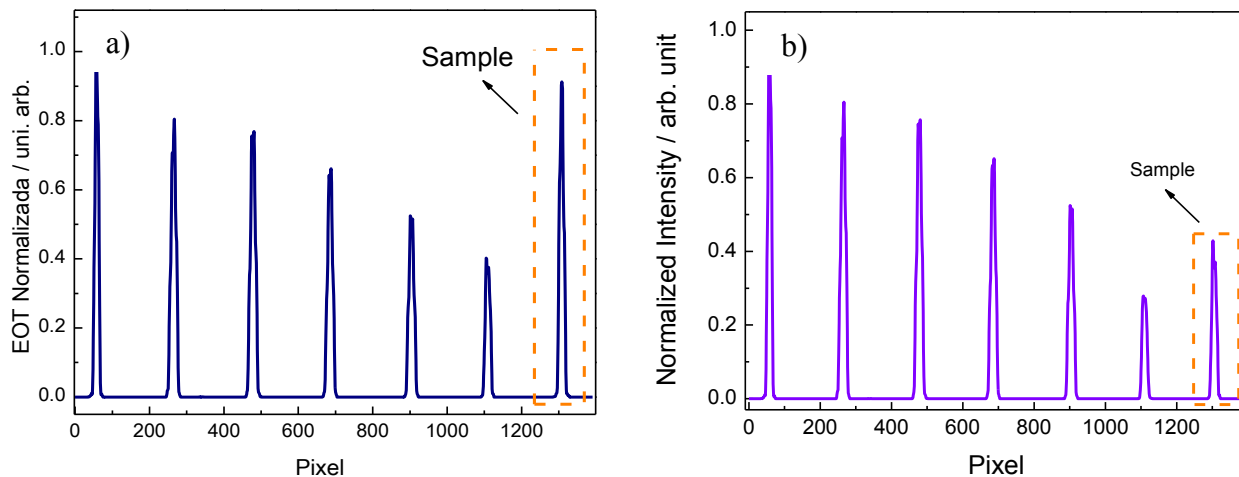 a)
Sample
EOT Normalizada / uni. arb.
1.0
0.8
0.6
0.4
0.2
0.0
0 200 400 600 800 1000 1200
Pixel
b)
Sample
Normalized Intensity / arb. unit
1.0
0.8
0.6
0.4
0.2
0.0
0 200 400 600 800 1000 1200
Pixel